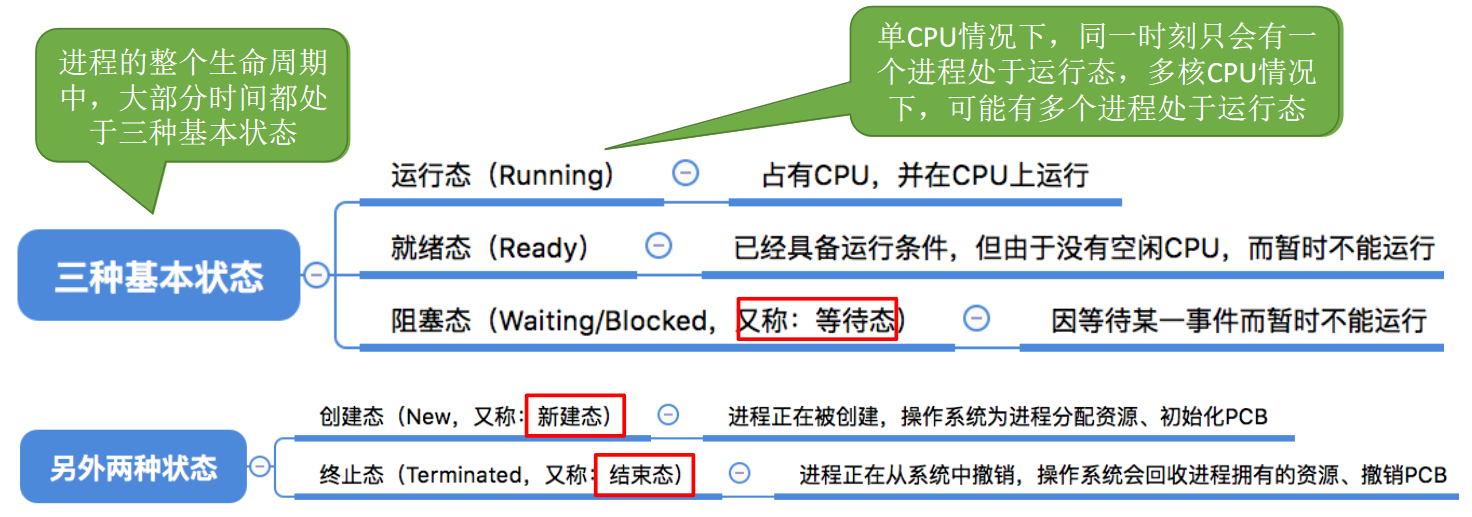 进程的整个生命周期
中，大部分时间都处
于三种基本状态
单CPU情况下，同一时刻只会有一
个进程处于运行态，多核CPU情况
下，可能有多个进程处于运行态
三种基本状态
运行态（Running）
占有CPU，并在CPU上运行
就绪态（Ready）
已经具备运行条件，但由于没有空闲CPU，而暂时不能运行
阻塞态（Waiting/Blocked，又称：等待态）
因等待某一事件而暂时不能运行
另外两种状态
创建态（New，又称：新建态）
进程正在被创建，操作系统为进程分配资源、初始化PCB
终止态（Terminated，又称：结束态）
进程正在从系统中撤销，操作系统会回收进程拥有的资源、撤销PCB